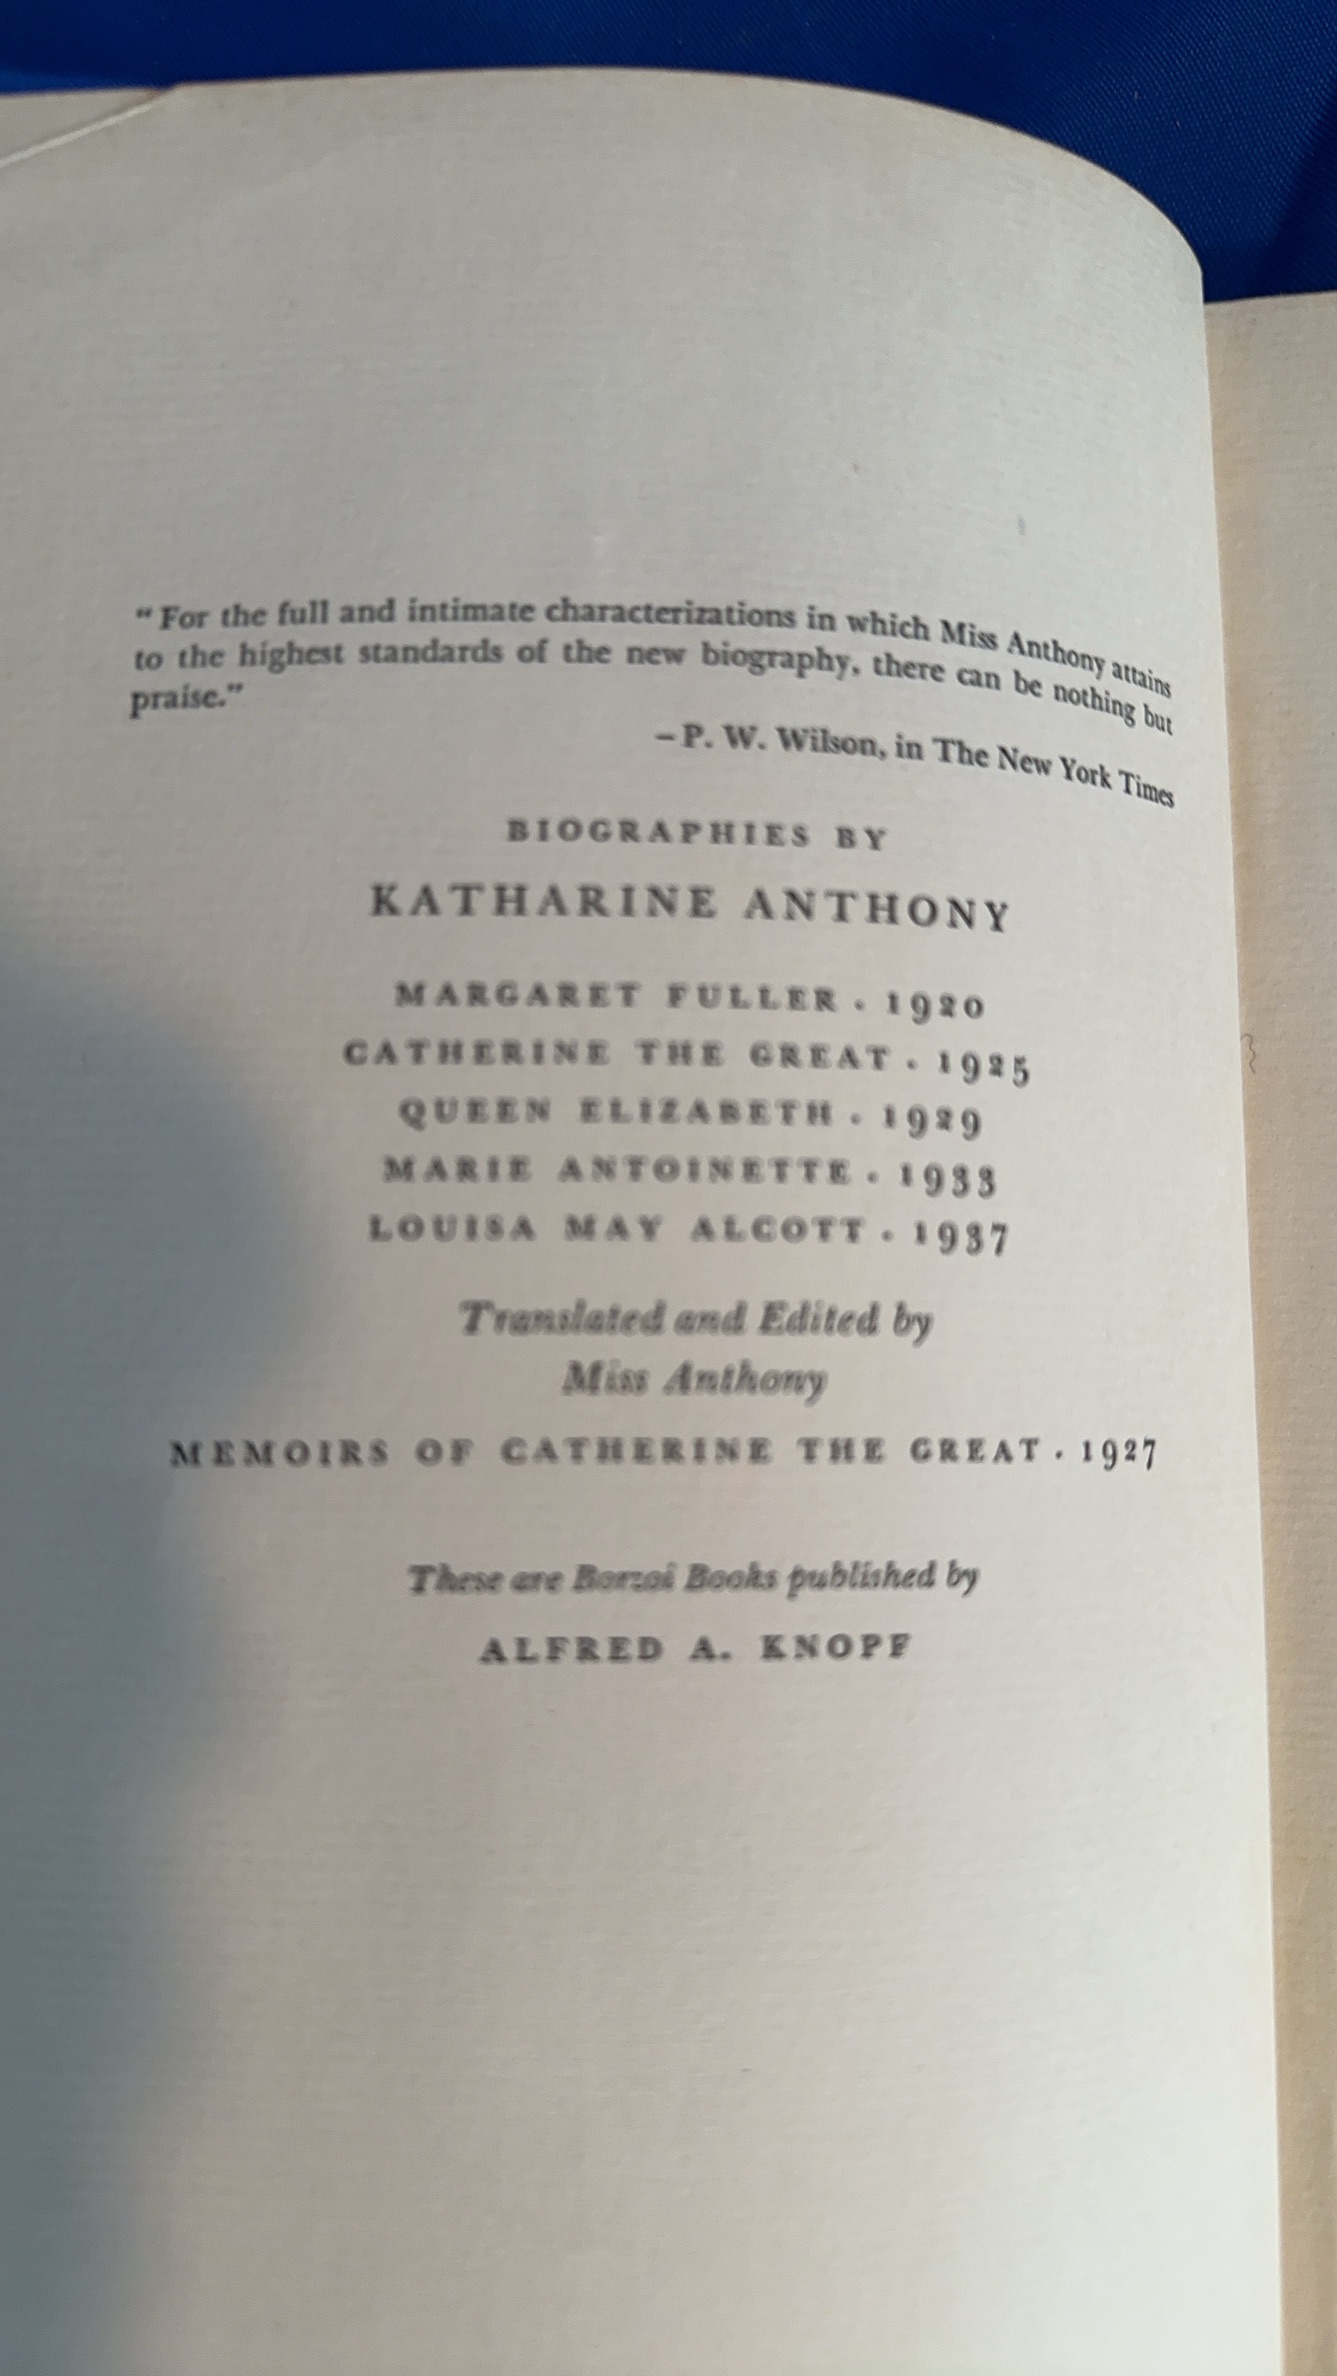 “For the full and intimate characterizations in which Miss Anthony attains
to the highest standards of the new biography, there can be nothing but
praise.”
–P. W. Wilson, in The New York Times
BIOGRAPHIES BY
KATHARINE ANTHONY
MARGARET FULLER · 1920
CATHERINE THE GREAT · 1925
QUEEN ELIZABETH · 1929
MARIE ANTOINETTE · 1933
LOUISA MAY ALCOTT · 1937
Translated and Edited by
Miss Anthony
MEMOIRS OF CATHERINE THE GREAT · 1927
These are Borzoi Books published by
ALFRED A. KNOPF